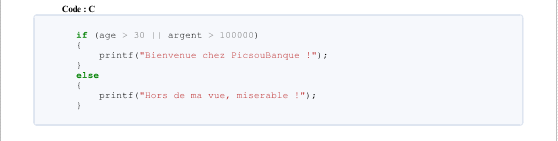 Code : C
if (age > 30 || argent > 100000)
{
    printf("Bienvenue chez PicsouBanque !");
}
else
{
    printf("Hors de ma vue, miserable !");
}